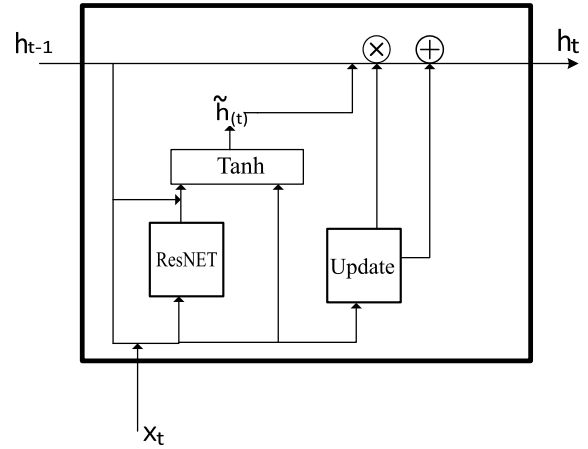 hₜ₋₁
hₜ
h̃₍ₜ₎
Tanh
ResNET
Update
xₜ